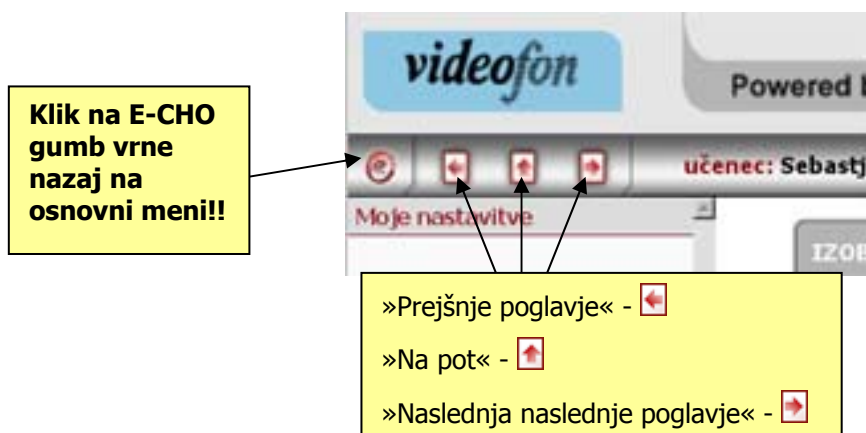 videofon
Powered
Klik na E-CHO
gumb vrne
nazaj na
osnovni meni!!
učenec: Sebastj
Moje nastavitve
IZOB
»Prejšnje poglavje« -
»Na pot« -
»Naslednja naslednje poglavje« -